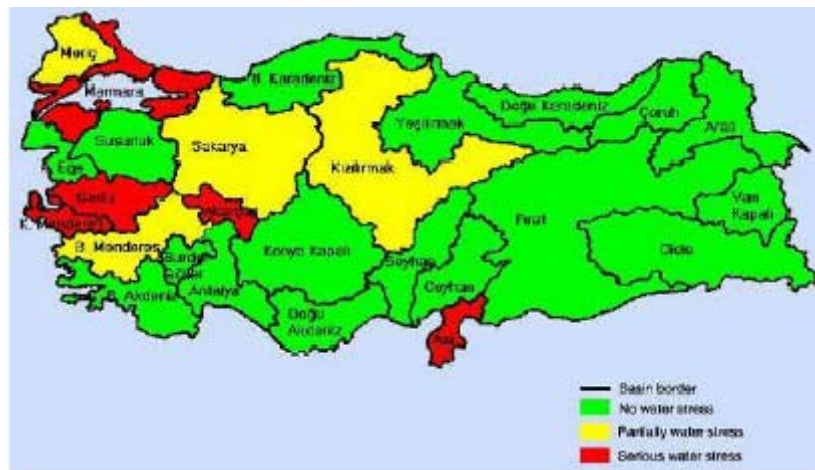 Meriç
Marmara
B. Karadeniz
Doğu Karadeniz
Çoruh
Aras
Yeşilırmak
Susurluk
Sakarya
Kızılırmak
Ege
Gediz
Fırat
Van
Kapalı
K. Menderes
B. Menderes
Konya Kapalı
Seyhan
Dicle
Burdur
Göller
Ceyhan
B. Akdeniz
Antalya
Doğu
Akdeniz
Asi
Basin border
No water stress
Partially water stress
Serious water stress